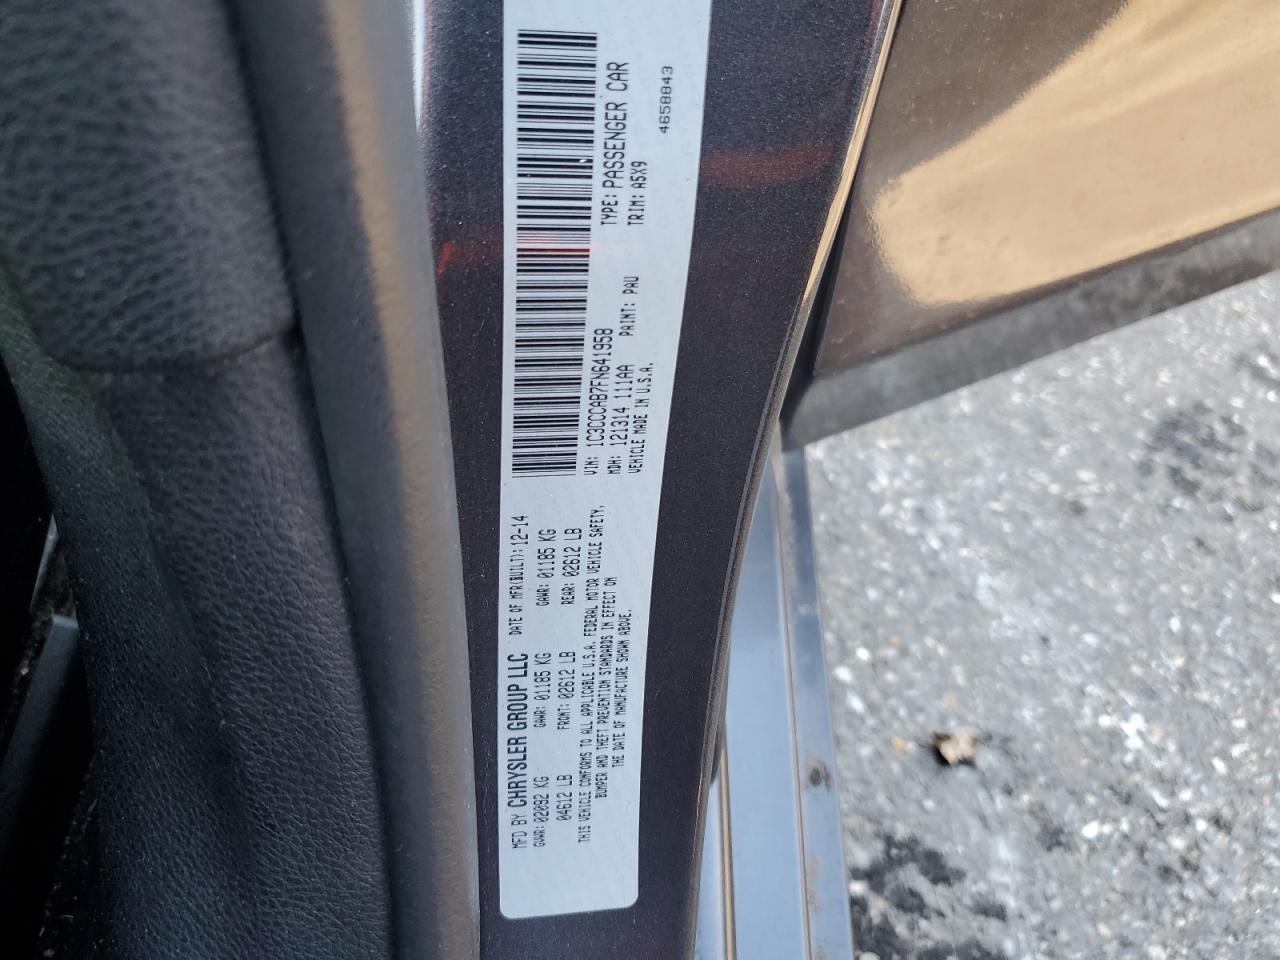 MFD BY CHRYSLER GROUP LLC DATE OF MFR(BUILT): 12-14
GVWR: 02092 KG GAWR: 01185 KG GAWR: 01185 KG
04612 LB FRONT: 02612 LB REAR: 02612 LB
THIS VEHICLE CONFORMS TO ALL APPLICABLE U.S.A. FEDERAL MOTOR VEHICLE SAFETY,
BUMPER AND THEFT PREVENTION STANDARDS IN EFFECT ON
THE DATE OF MANUFACTURE SHOWN ABOVE.
VIN: 1C3CCCAB7FN641958 TYPE: PASSENGER CAR
MDH: 121314 111AA PAINT: PAU TRIM: A5X9
VEHICLE MADE IN U.S.A.
4658843